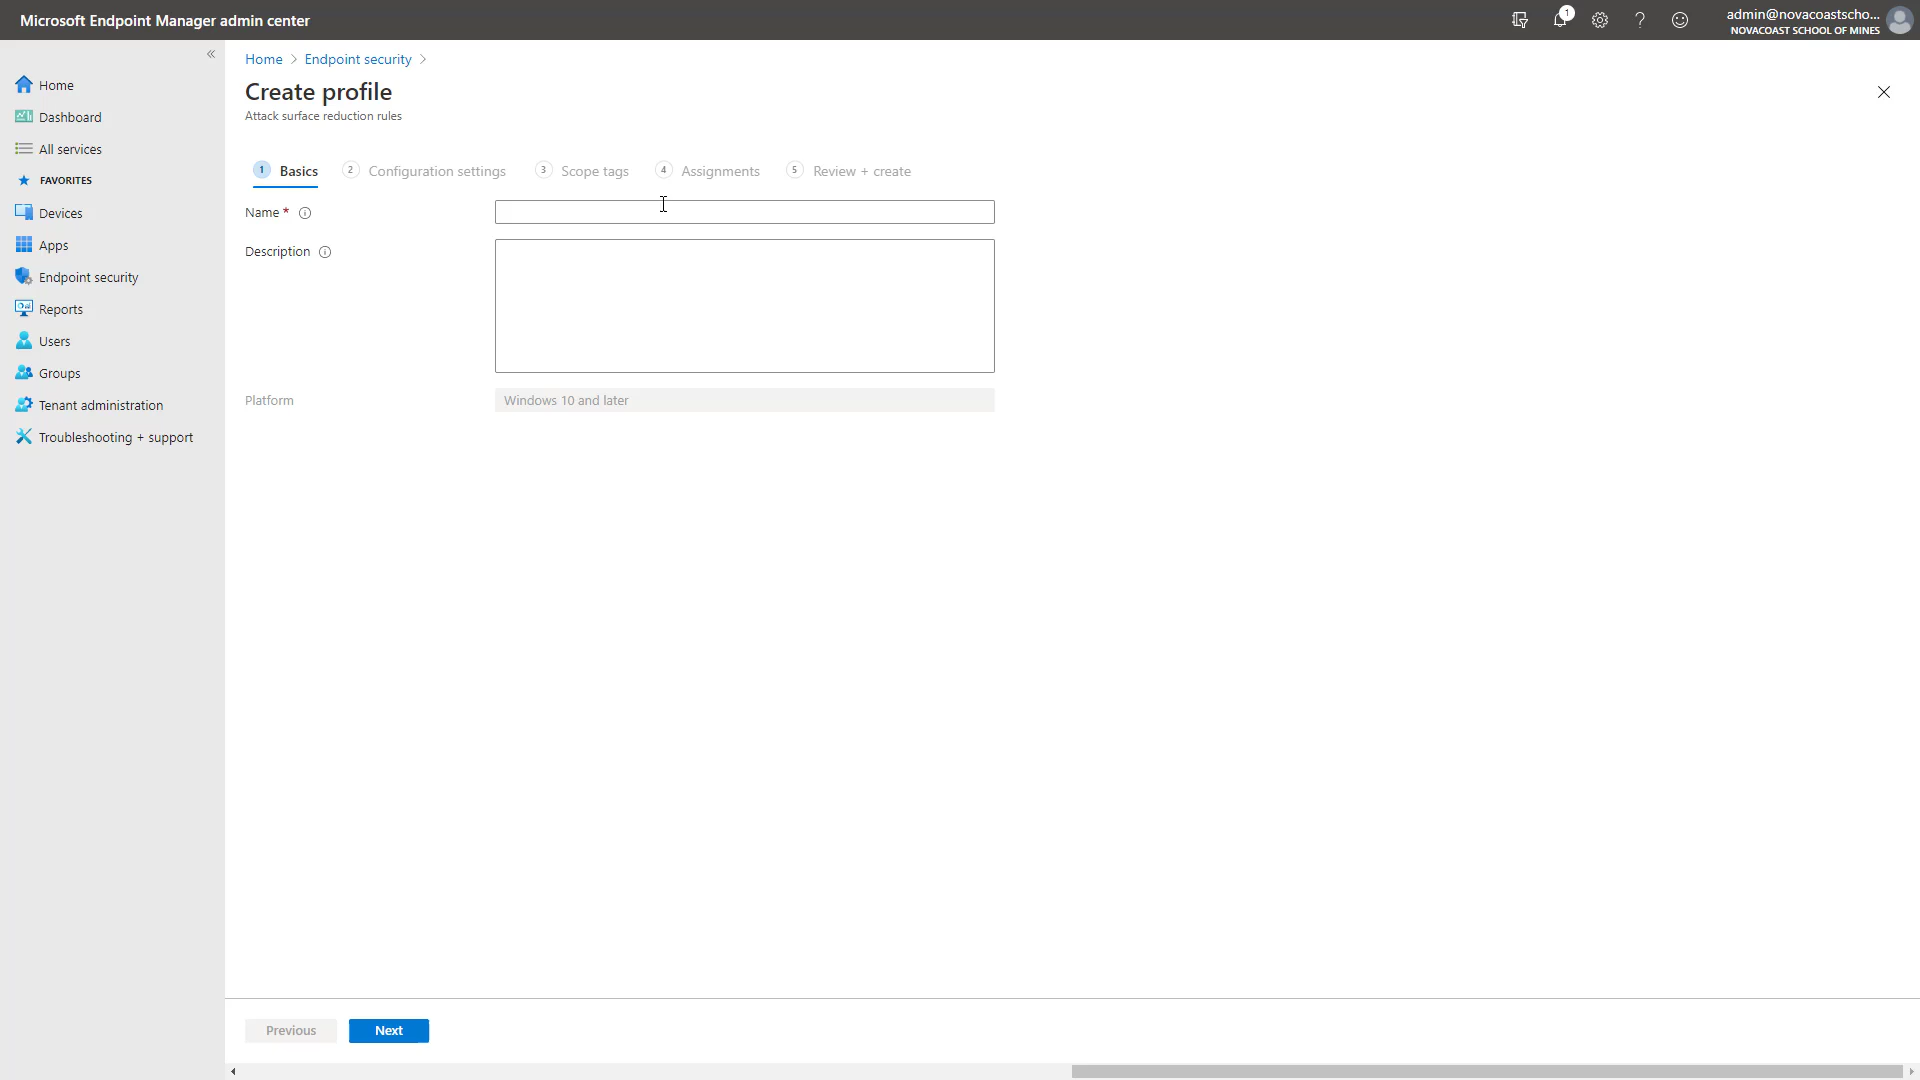 Microsoft Endpoint Manager admin center
1
admin@novacoastscho...
NOVACOAST SCHOOL OF MINES
«
Home
Dashboard
All services
FAVORITES
Devices
Apps
Endpoint security
Reports
Users
Groups
Tenant administration
Troubleshooting + support
Home > Endpoint security >
Create profile
Attack surface reduction rules
1 Basics 2 Configuration settings 3 Scope tags 4 Assignments 5 Review + create
Name *
Description
Platform Windows 10 and later
Previous Next